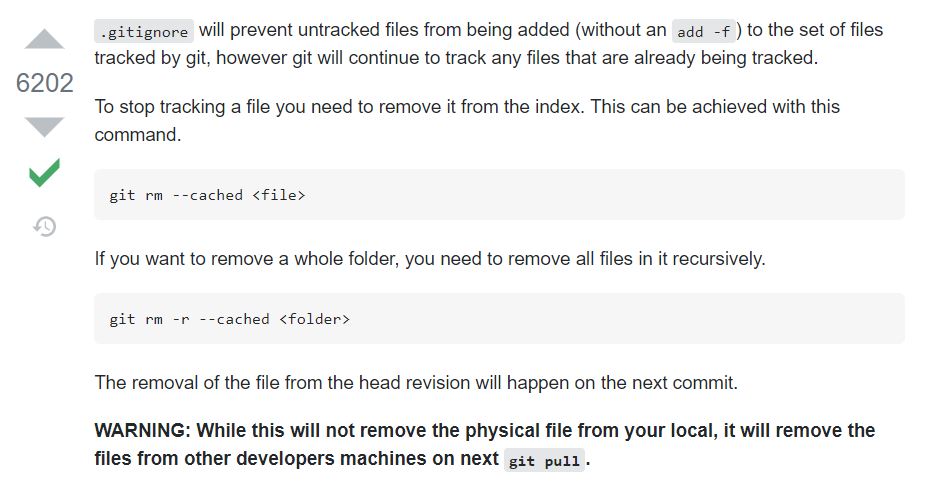 .gitignore will prevent untracked files from being added (without an add -f) to the set of files
tracked by git, however git will continue to track any files that are already being tracked.
6202
To stop tracking a file you need to remove it from the index. This can be achieved with this
command.
git rm --cached <file>
If you want to remove a whole folder, you need to remove all files in it recursively.
git rm -r --cached <folder>
The removal of the file from the head revision will happen on the next commit.
WARNING: While this will not remove the physical file from your local, it will remove the
files from other developers machines on next git pull.